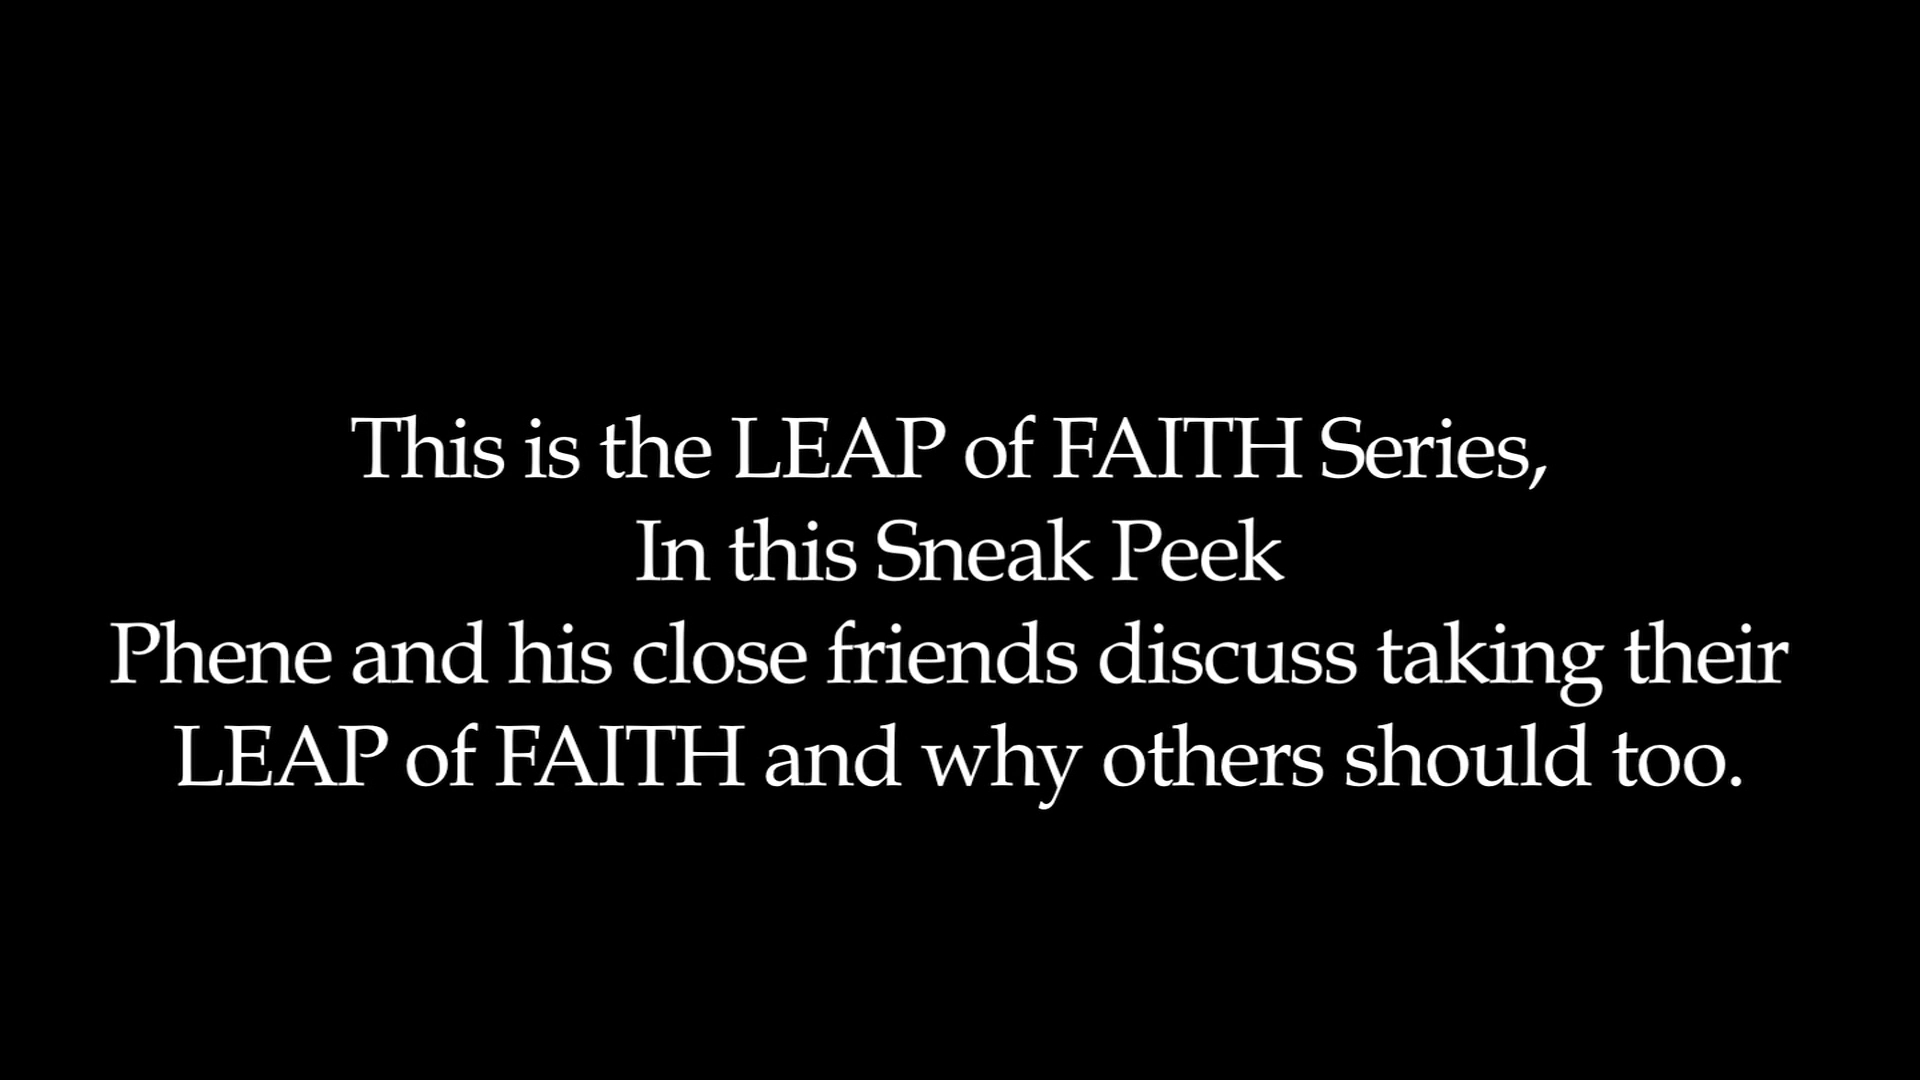 This is the LEAP of FAITH Series,
In this Sneak Peek
Phene and his close friends discuss taking their
LEAP of FAITH and why others should too.